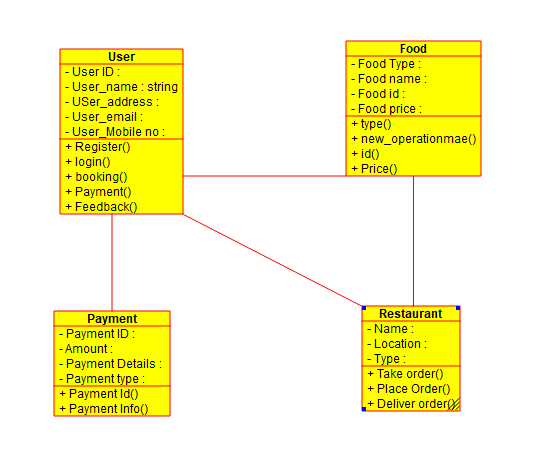 User
- User ID :
- User_name : string
- USer_address :
- User_email :
- User_Mobile no :
+ Register()
+ login()
+ booking()
+ Payment()
+ Feedback()
Food
- Food Type :
- Food name :
- Food id :
- Food price :
+ type()
+ new_operationmae()
+ id()
+ Price()
Payment
- Payment ID :
- Amount :
- Payment Details :
- Payment type :
+ Payment Id()
+ Payment Info()
Restaurant
- Name :
- Location :
- Type :
+ Take order()
+ Place Order()
+ Deliver order()